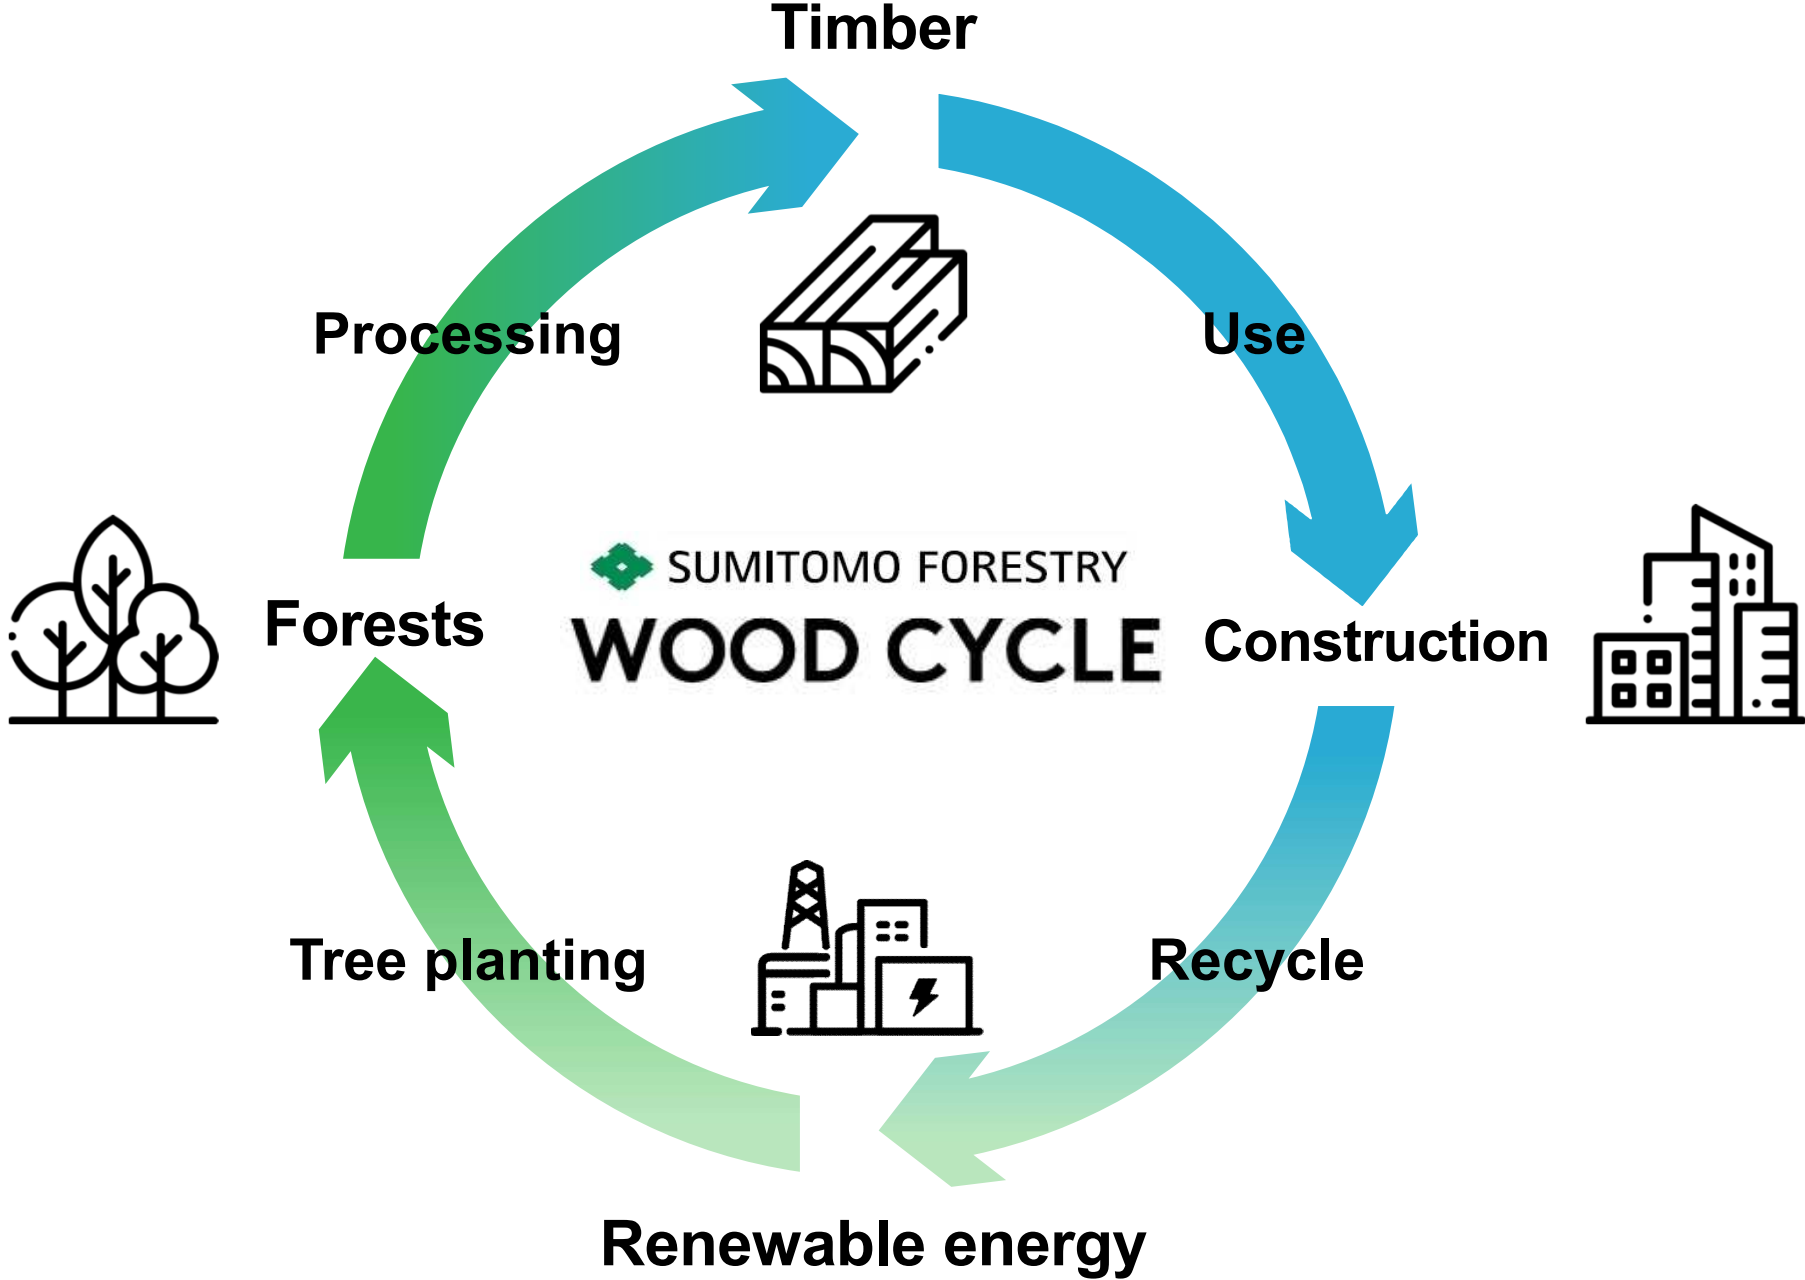 Timber
Processing
Use
SUMITOMO FORESTRY
WOOD CYCLE
Forests
Construction
Tree planting
Recycle
Renewable energy